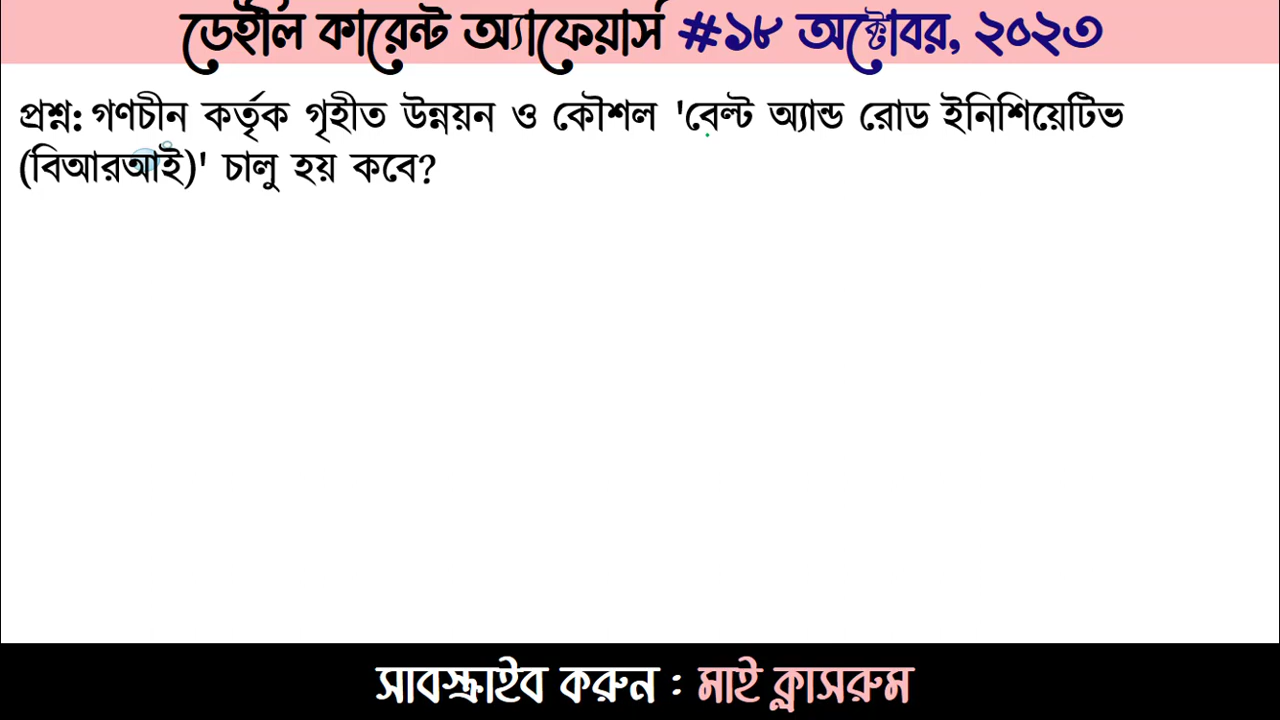 ডেইলি কারেন্ট অ্যাফেয়ার্স #১৮ অক্টোবর, ২০২৩
প্রশ্ন: গণচীন কর্তৃক গৃহীত উন্নয়ন ও কৌশল 'বেল্ট অ্যান্ড রোড ইনিশিয়েটিভ
(বিআরআই)' চালু হয় কবে?
সাবস্ক্রাইব করুন : মাই ক্লাসরুম